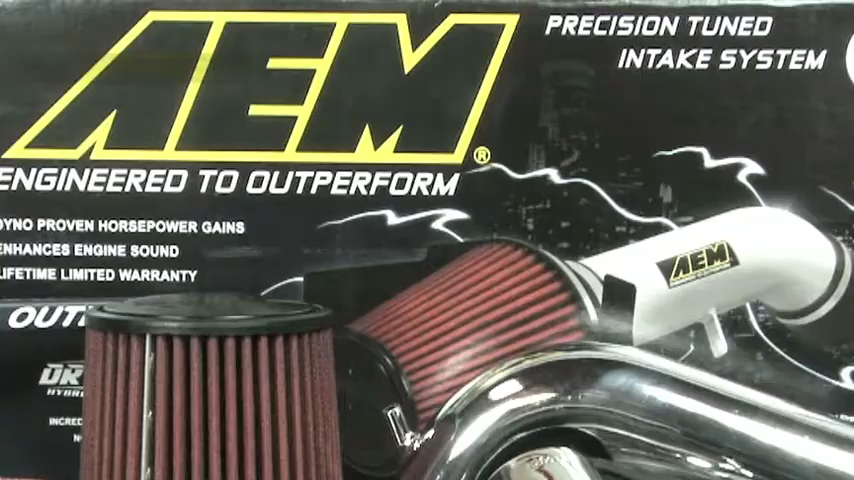 AEM®
PRECISION TUNED
INTAKE SYSTEM
ENGINEERED TO OUTPERFORM
DYNO PROVEN HORSEPOWER GAINS
ENHANCES ENGINE SOUND
LIFETIME LIMITED WARRANTY
AEM